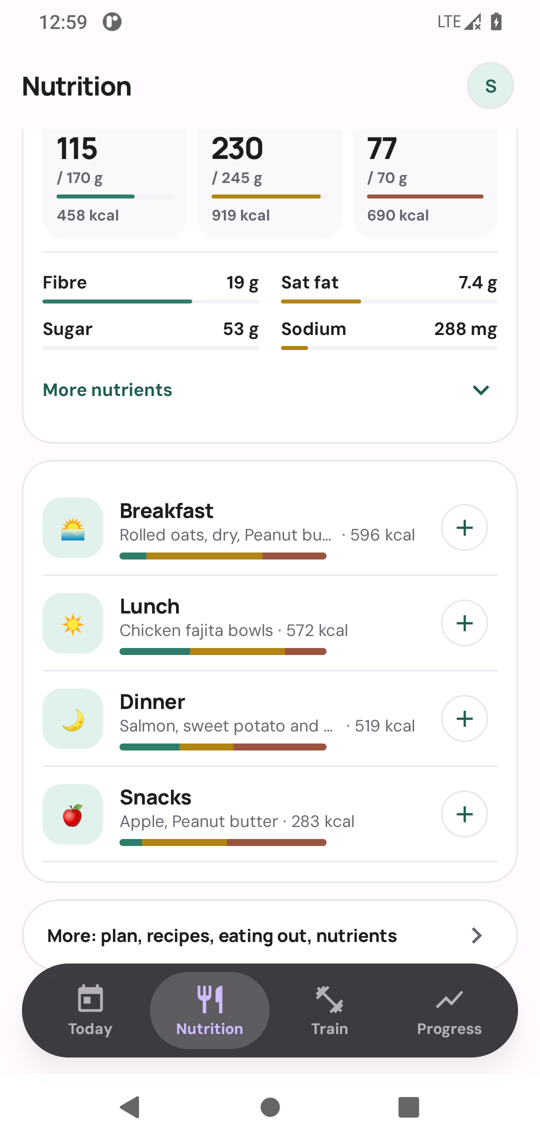 12:59
LTE
Nutrition
S
115
230
77
/ 170 g
/ 245 g
/ 70 g
458 kcal
919 kcal
690 kcal
Fibre
19 g
Sat fat
7.4 g
Sugar
53 g
Sodium
288 mg
More nutrients
Breakfast
Rolled oats, dry, Peanut bu... · 596 kcal
Lunch
Chicken fajita bowls · 572 kcal
Dinner
Salmon, sweet potato and ... · 519 kcal
Snacks
Apple, Peanut butter · 283 kcal
More: plan, recipes, eating out, nutrients
Today
Nutrition
Train
Progress